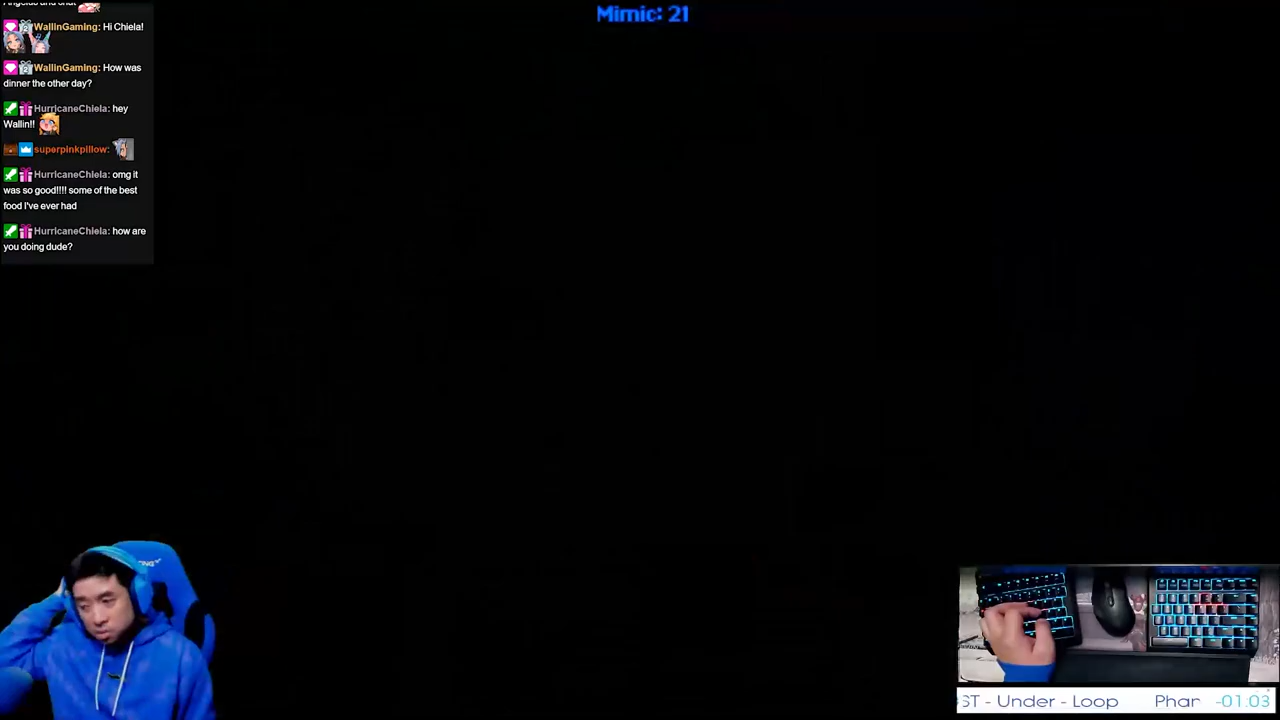 Mimic: 21
WallinGaming: Hi Chiela!
WallinGaming: How was
dinner the other day?
HurricaneChiela: hey
Wallin!!
superpinkpillow:
HurricaneChiela: omg it
was so good!!!! some of the best
food I've ever had
HurricaneChiela: how are
you doing dude?
ST - Under - Loop Phar -01:03